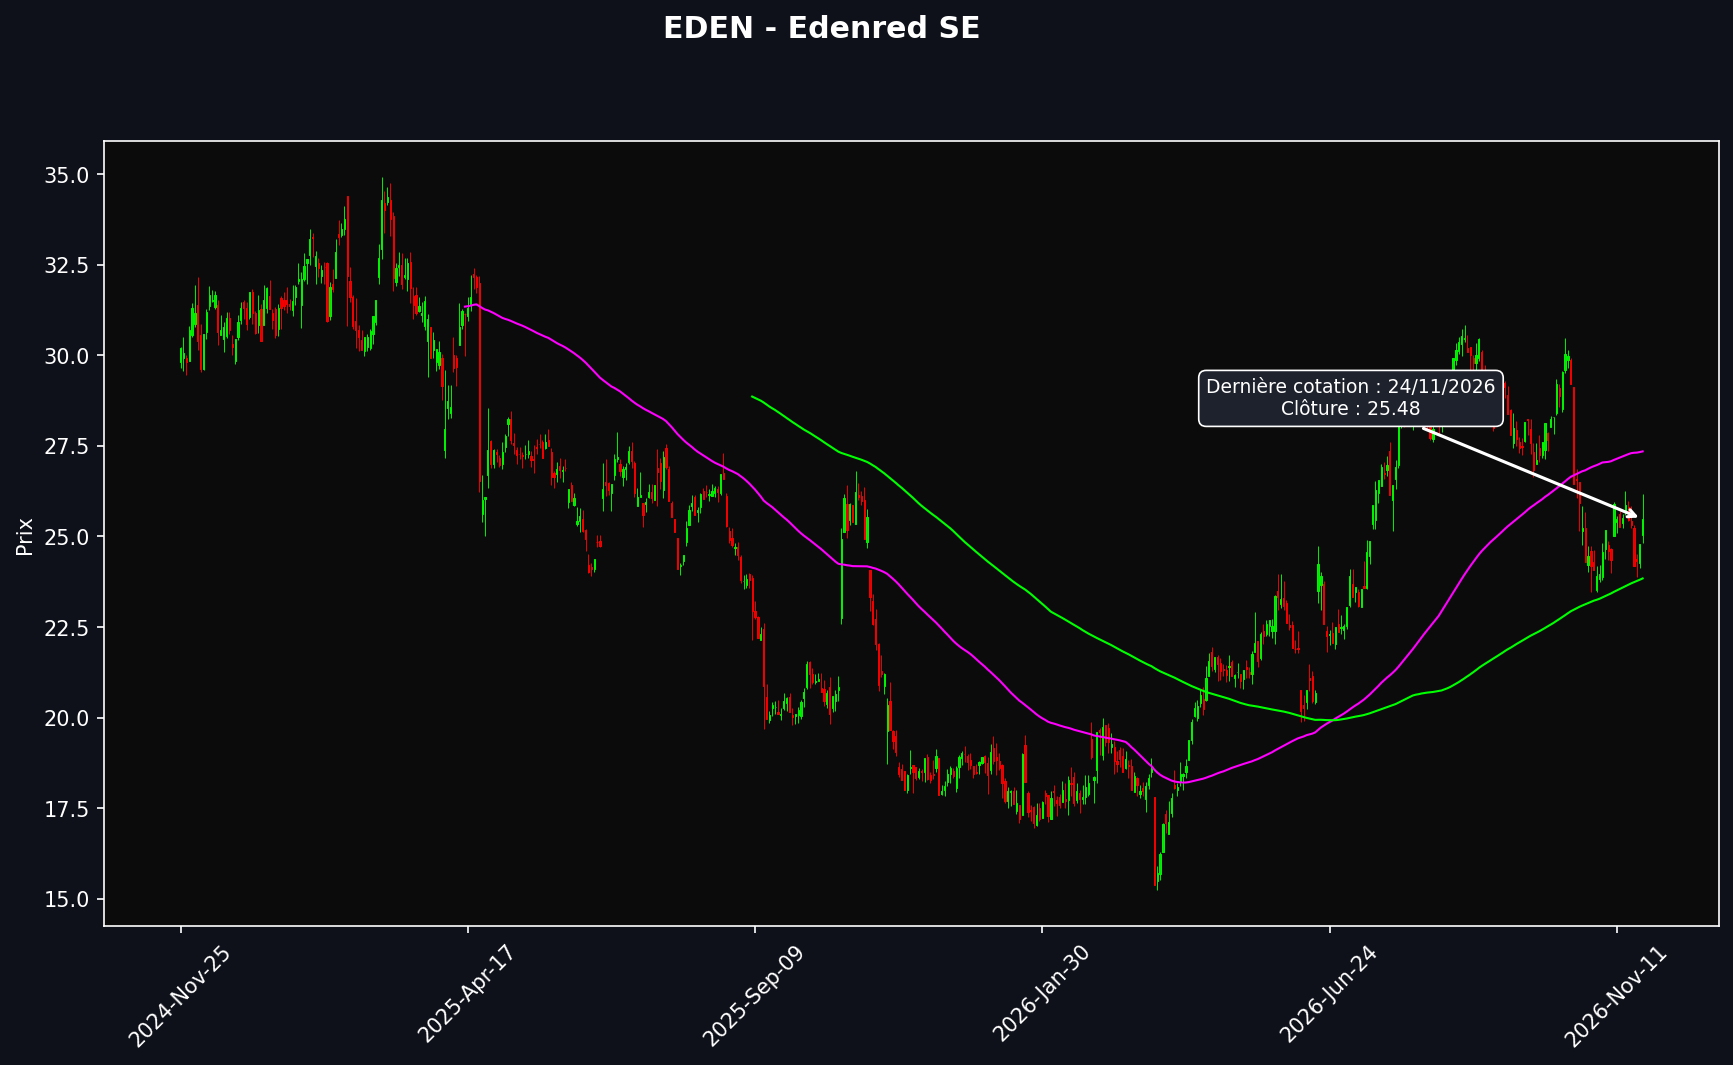 EDEN - Edenred SE
Prix
35.0
32.5
30.0
27.5
25.0
22.5
20.0
17.5
15.0
Dernière cotation : 24/11/2026
Clôture : 25.48
2024-Nov-25
2025-Apr-17
2025-Sep-09
2026-Jan-30
2026-Jun-24
2026-Nov-11